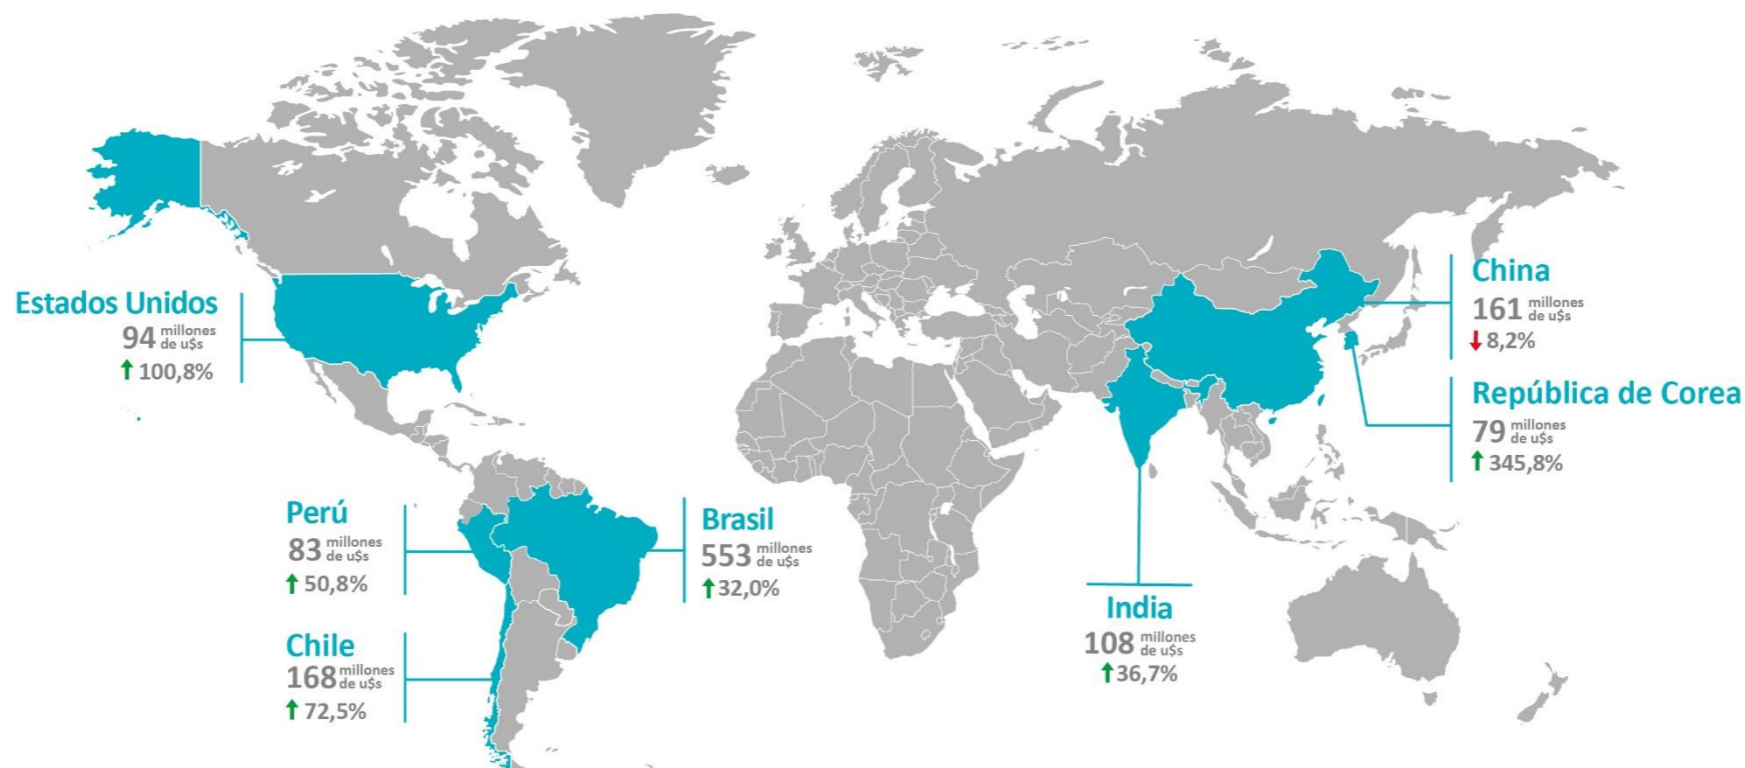 Estados Unidos
94 millones de u$s
↑ 100,8%
Perú
83 millones de u$s
↑ 50,8%
Chile
168 millones de u$s
↑ 72,5%
Brasil
553 millones de u$s
↑ 32,0%
India
108 millones de u$s
↑ 36,7%
China
161 millones de u$s
↓ 8,2%
República de Corea
79 millones de u$s
↑ 345,8%